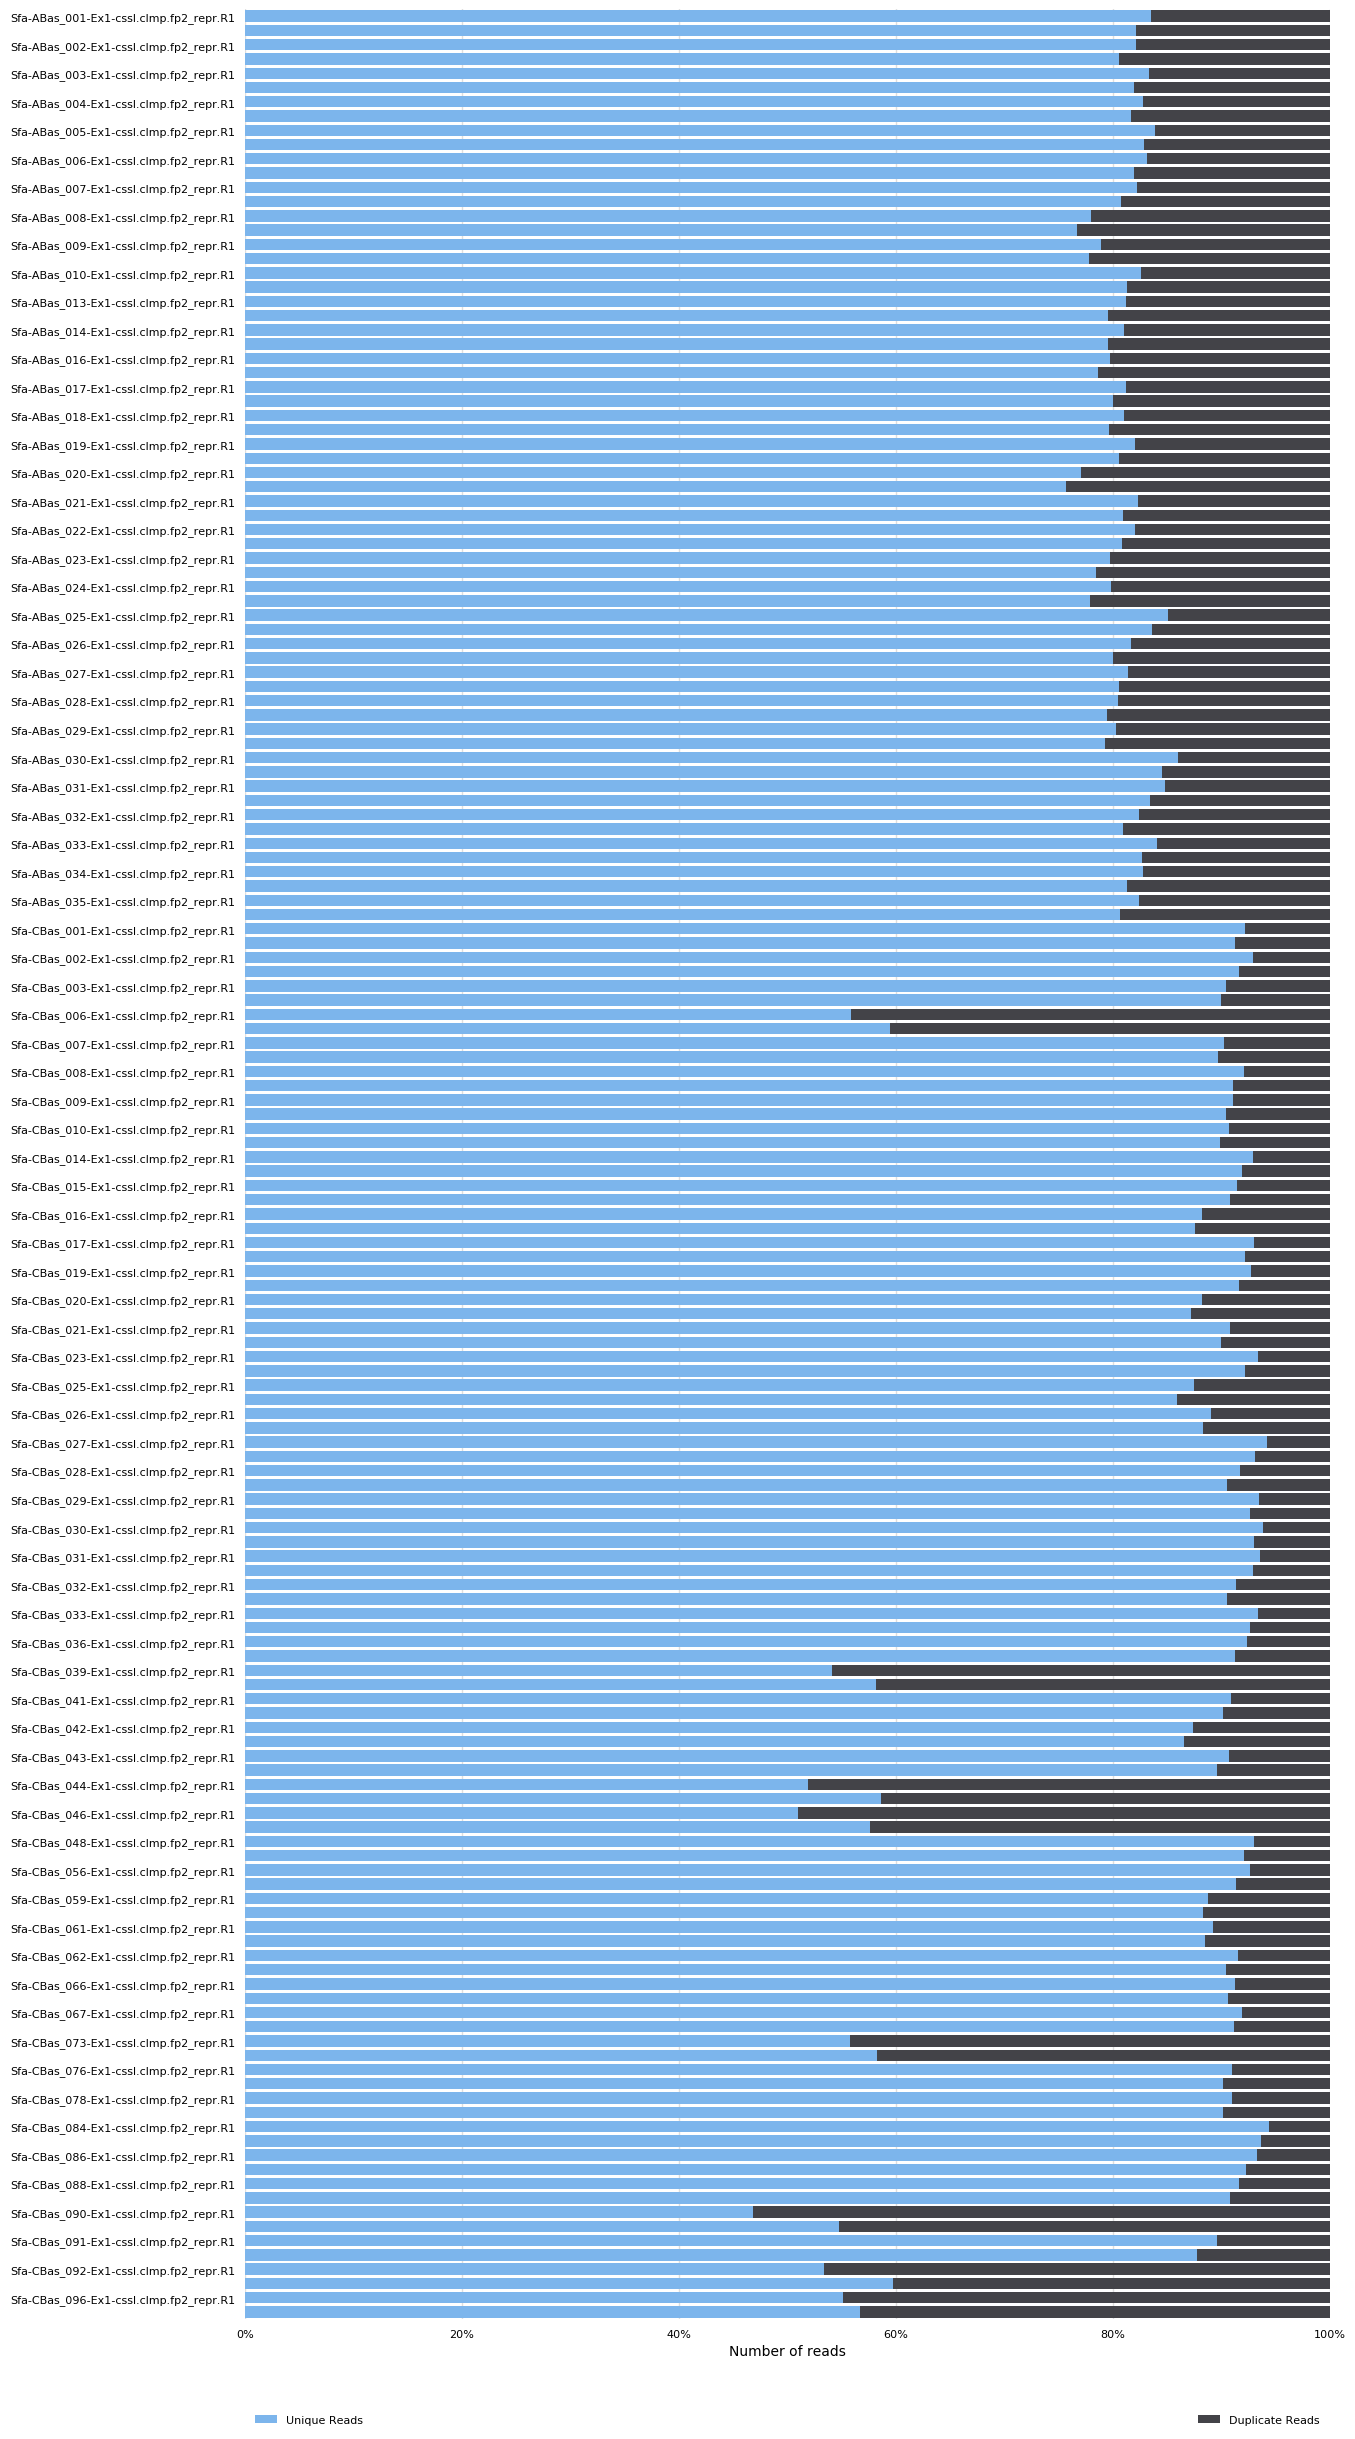 Sfa-ABas_001-Ex1-cssl.clmp.fp2_repr.R1
Sfa-ABas_002-Ex1-cssl.clmp.fp2_repr.R1
Sfa-ABas_003-Ex1-cssl.clmp.fp2_repr.R1
Sfa-ABas_004-Ex1-cssl.clmp.fp2_repr.R1
Sfa-ABas_005-Ex1-cssl.clmp.fp2_repr.R1
Sfa-ABas_006-Ex1-cssl.clmp.fp2_repr.R1
Sfa-ABas_007-Ex1-cssl.clmp.fp2_repr.R1
Sfa-ABas_008-Ex1-cssl.clmp.fp2_repr.R1
Sfa-ABas_009-Ex1-cssl.clmp.fp2_repr.R1
Sfa-ABas_010-Ex1-cssl.clmp.fp2_repr.R1
Sfa-ABas_013-Ex1-cssl.clmp.fp2_repr.R1
Sfa-ABas_014-Ex1-cssl.clmp.fp2_repr.R1
Sfa-ABas_016-Ex1-cssl.clmp.fp2_repr.R1
Sfa-ABas_017-Ex1-cssl.clmp.fp2_repr.R1
Sfa-ABas_018-Ex1-cssl.clmp.fp2_repr.R1
Sfa-ABas_019-Ex1-cssl.clmp.fp2_repr.R1
Sfa-ABas_020-Ex1-cssl.clmp.fp2_repr.R1
Sfa-ABas_021-Ex1-cssl.clmp.fp2_repr.R1
Sfa-ABas_022-Ex1-cssl.clmp.fp2_repr.R1
Sfa-ABas_023-Ex1-cssl.clmp.fp2_repr.R1
Sfa-ABas_024-Ex1-cssl.clmp.fp2_repr.R1
Sfa-ABas_025-Ex1-cssl.clmp.fp2_repr.R1
Sfa-ABas_026-Ex1-cssl.clmp.fp2_repr.R1
Sfa-ABas_027-Ex1-cssl.clmp.fp2_repr.R1
Sfa-ABas_028-Ex1-cssl.clmp.fp2_repr.R1
Sfa-ABas_029-Ex1-cssl.clmp.fp2_repr.R1
Sfa-ABas_030-Ex1-cssl.clmp.fp2_repr.R1
Sfa-ABas_031-Ex1-cssl.clmp.fp2_repr.R1
Sfa-ABas_032-Ex1-cssl.clmp.fp2_repr.R1
Sfa-ABas_033-Ex1-cssl.clmp.fp2_repr.R1
Sfa-ABas_034-Ex1-cssl.clmp.fp2_repr.R1
Sfa-ABas_035-Ex1-cssl.clmp.fp2_repr.R1
Sfa-CBas_001-Ex1-cssl.clmp.fp2_repr.R1
Sfa-CBas_002-Ex1-cssl.clmp.fp2_repr.R1
Sfa-CBas_003-Ex1-cssl.clmp.fp2_repr.R1
Sfa-CBas_006-Ex1-cssl.clmp.fp2_repr.R1
Sfa-CBas_007-Ex1-cssl.clmp.fp2_repr.R1
Sfa-CBas_008-Ex1-cssl.clmp.fp2_repr.R1
Sfa-CBas_009-Ex1-cssl.clmp.fp2_repr.R1
Sfa-CBas_010-Ex1-cssl.clmp.fp2_repr.R1
Sfa-CBas_014-Ex1-cssl.clmp.fp2_repr.R1
Sfa-CBas_015-Ex1-cssl.clmp.fp2_repr.R1
Sfa-CBas_016-Ex1-cssl.clmp.fp2_repr.R1
Sfa-CBas_017-Ex1-cssl.clmp.fp2_repr.R1
Sfa-CBas_019-Ex1-cssl.clmp.fp2_repr.R1
Sfa-CBas_020-Ex1-cssl.clmp.fp2_repr.R1
Sfa-CBas_021-Ex1-cssl.clmp.fp2_repr.R1
Sfa-CBas_023-Ex1-cssl.clmp.fp2_repr.R1
Sfa-CBas_025-Ex1-cssl.clmp.fp2_repr.R1
Sfa-CBas_026-Ex1-cssl.clmp.fp2_repr.R1
Sfa-CBas_027-Ex1-cssl.clmp.fp2_repr.R1
Sfa-CBas_028-Ex1-cssl.clmp.fp2_repr.R1
Sfa-CBas_029-Ex1-cssl.clmp.fp2_repr.R1
Sfa-CBas_030-Ex1-cssl.clmp.fp2_repr.R1
Sfa-CBas_031-Ex1-cssl.clmp.fp2_repr.R1
Sfa-CBas_032-Ex1-cssl.clmp.fp2_repr.R1
Sfa-CBas_033-Ex1-cssl.clmp.fp2_repr.R1
Sfa-CBas_036-Ex1-cssl.clmp.fp2_repr.R1
Sfa-CBas_039-Ex1-cssl.clmp.fp2_repr.R1
Sfa-CBas_041-Ex1-cssl.clmp.fp2_repr.R1
Sfa-CBas_042-Ex1-cssl.clmp.fp2_repr.R1
Sfa-CBas_043-Ex1-cssl.clmp.fp2_repr.R1
Sfa-CBas_044-Ex1-cssl.clmp.fp2_repr.R1
Sfa-CBas_046-Ex1-cssl.clmp.fp2_repr.R1
Sfa-CBas_048-Ex1-cssl.clmp.fp2_repr.R1
Sfa-CBas_056-Ex1-cssl.clmp.fp2_repr.R1
Sfa-CBas_059-Ex1-cssl.clmp.fp2_repr.R1
Sfa-CBas_061-Ex1-cssl.clmp.fp2_repr.R1
Sfa-CBas_062-Ex1-cssl.clmp.fp2_repr.R1
Sfa-CBas_066-Ex1-cssl.clmp.fp2_repr.R1
Sfa-CBas_067-Ex1-cssl.clmp.fp2_repr.R1
Sfa-CBas_073-Ex1-cssl.clmp.fp2_repr.R1
Sfa-CBas_076-Ex1-cssl.clmp.fp2_repr.R1
Sfa-CBas_078-Ex1-cssl.clmp.fp2_repr.R1
Sfa-CBas_084-Ex1-cssl.clmp.fp2_repr.R1
Sfa-CBas_086-Ex1-cssl.clmp.fp2_repr.R1
Sfa-CBas_088-Ex1-cssl.clmp.fp2_repr.R1
Sfa-CBas_090-Ex1-cssl.clmp.fp2_repr.R1
Sfa-CBas_091-Ex1-cssl.clmp.fp2_repr.R1
Sfa-CBas_092-Ex1-cssl.clmp.fp2_repr.R1
Sfa-CBas_096-Ex1-cssl.clmp.fp2_repr.R1
0% 20% 40% 60% 80% 100%
Number of reads
Unique Reads Duplicate Reads